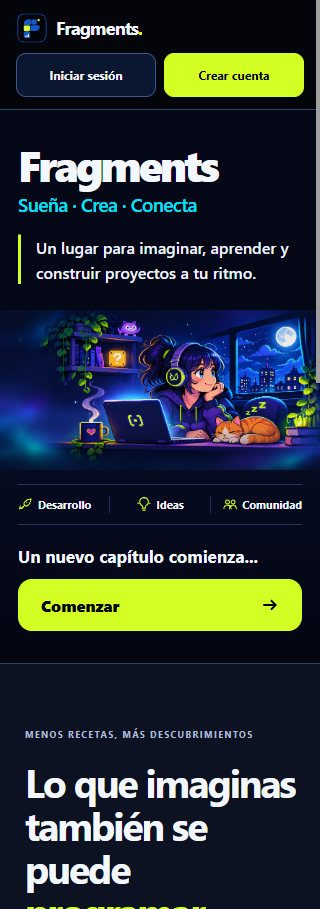 Fragments.
Iniciar sesión
Crear cuenta
Fragments
Sueña · Crea · Conecta
Un lugar para imaginar, aprender y
construir proyectos a tu ritmo.
Desarrollo
Ideas
Comunidad
Un nuevo capítulo comienza...
Comenzar →
MENOS RECETAS, MÁS DESCUBRIMIENTOS
Lo que imaginas
también se
puede